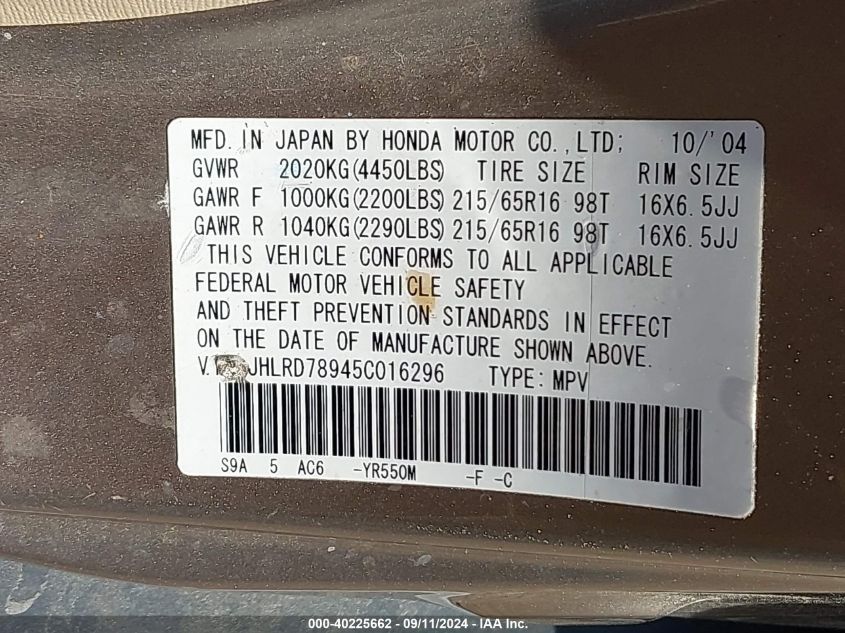 MFD. IN JAPAN BY HONDA MOTOR CO.,LTD; 10/'04
GVWR 2020KG(4450LBS) TIRE SIZE RIM SIZE
GAWR F 1000KG(2200LBS) 215/65R16 98T 16X6.5JJ
GAWR R 1040KG(2290LBS) 215/65R16 98T 16X6.5JJ
THIS VEHICLE CONFORMS TO ALL APPLICABLE
FEDERAL MOTOR VEHICLE SAFETY
AND THEFT PREVENTION STANDARDS IN EFFECT
ON THE DATE OF MANUFACTURE SHOWN ABOVE.
V. JHLRD78945C016296 TYPE: MPV
S9A 5 AC6 -YR550M -F -C
000-40225662 - 09/11/2024 - IAA Inc.